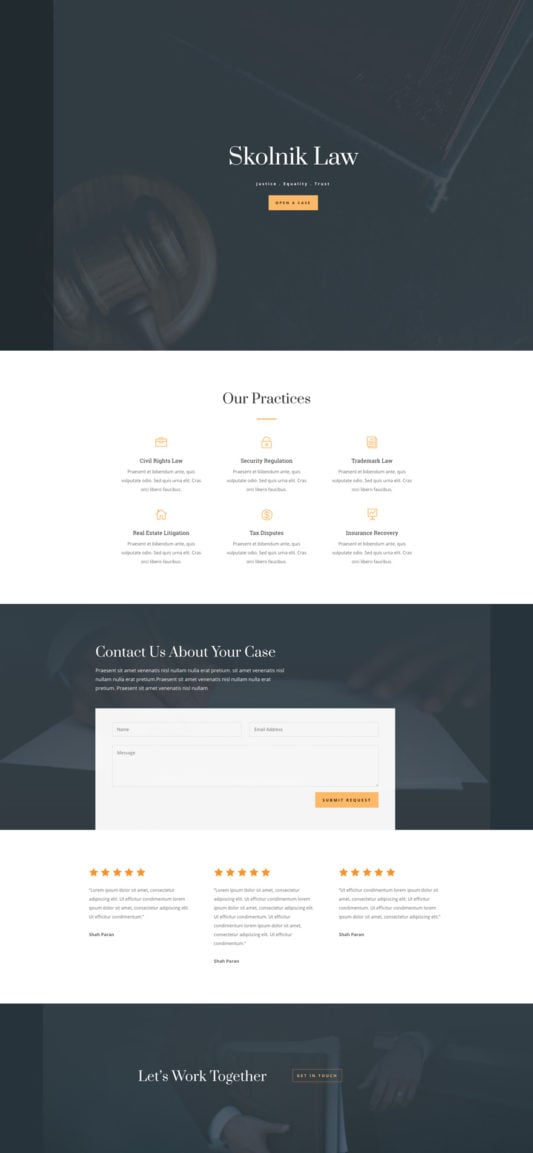 Skolnik Law
Justice . Equality . Trust
OPEN A CASE
Our Practices
Civil Rights Law
Praesent et bibendum ante, quis
vulputate odio. Sed quis urna elit. Cras
orci libero faucibus.
Security Regulation
Praesent et bibendum ante, quis
vulputate odio. Sed quis urna elit. Cras
orci libero faucibus.
Trademark Law
Praesent et bibendum ante, quis
vulputate odio. Sed quis urna elit. Cras
orci libero faucibus.
Real Estate Litigation
Praesent et bibendum ante, quis
vulputate odio. Sed quis urna elit. Cras
orci libero faucibus.
Tax Disputes
Praesent et bibendum ante, quis
vulputate odio. Sed quis urna elit. Cras
orci libero faucibus.
Insurance Recovery
Praesent et bibendum ante, quis
vulputate odio. Sed quis urna elit. Cras
orci libero faucibus.
Contact Us About Your Case
Praesent sit amet venenatis nisl nullam nulla erat pretium. sit amet venenatis nisl
nullam nulla erat pretium.Praesent sit amet venenatis nisl nullam nulla erat
pretium. Praesent sit amet venenatis nisl nullam
Name
Email Address
Message
SUBMIT REQUEST
"Lorem ipsum dolor sit amet, consectetur
adipiscing elit. Ut efficitur condimentum lorem
ipsum dolor sit amet, consectetur adipiscing elit.
Ut efficitur condimentum."
Shah Paran
"Lorem ipsum dolor sit amet, consectetur
adipiscing elit. Ut efficitur condimentum lorem
ipsum dolor sit amet, consectetur adipiscing elit.
Ut efficitur condimentum. Ut efficitur
condimentum lorem ipsum dolor sit amet,
consectetur adipiscing elit. Ut efficitur
condimentum."
Shah Paran
"Ut efficitur condimentum lorem ipsum dolor sit
amet, consectetur adipiscing elit. Ut efficitur
condimentum. Ut efficitur condimentum lorem
ipsum dolor sit amet, consectetur adipiscing elit."
Shah Paran
Let's Work Together
GET IN TOUCH